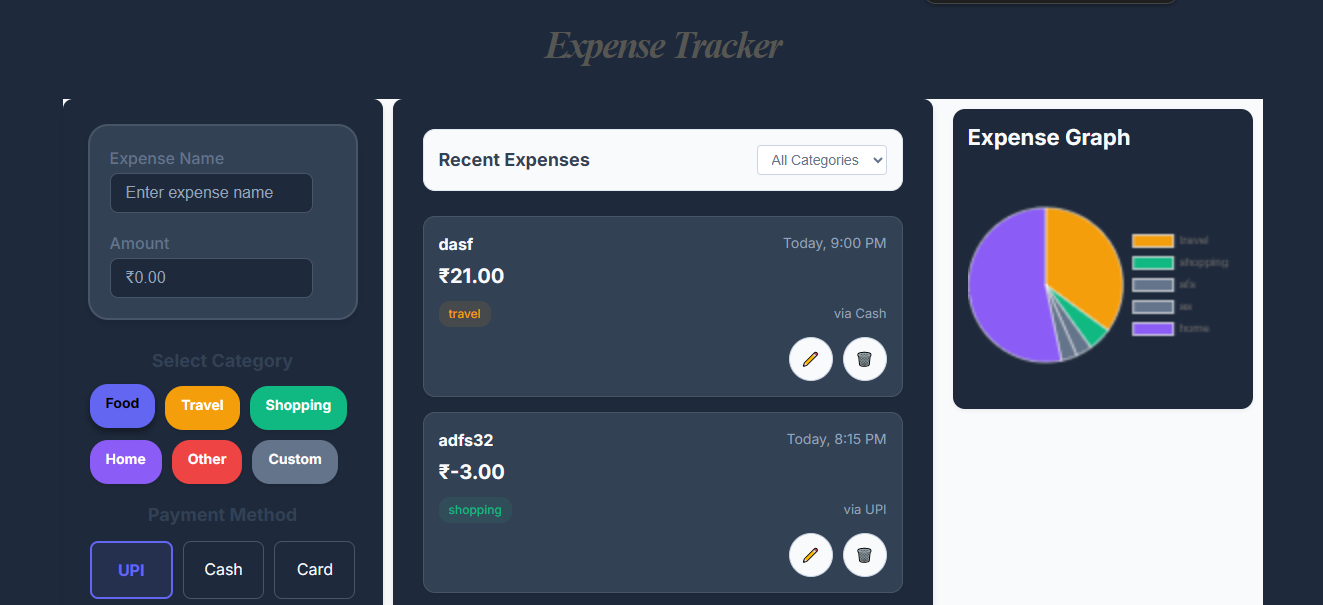 Expense Tracker
Expense Name
Enter expense name
Amount
₹0.00
Select Category
Food
Travel
Shopping
Home
Other
Custom
Payment Method
UPI
Cash
Card
Recent Expenses
All Categories
dasf
Today, 9:00 PM
₹21.00
travel
via Cash
adfs32
Today, 8:15 PM
₹-3.00
shopping
via UPI
Expense Graph
travel
shopping
home